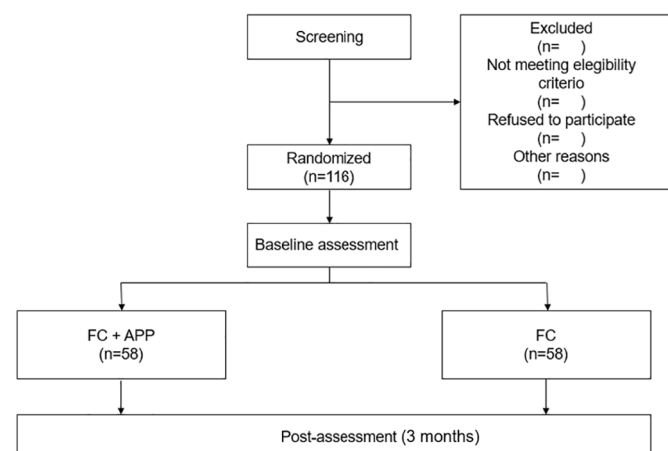 Screening
Excluded
(n=    )
Not meeting elegibility
criterio
(n=    )
Refused to participate
(n=    )
Other reasons
(n=    )
Randomized
(n=116)
Baseline assessment
FC + APP
(n=58)
FC
(n=58)
Post-assessment (3 months)